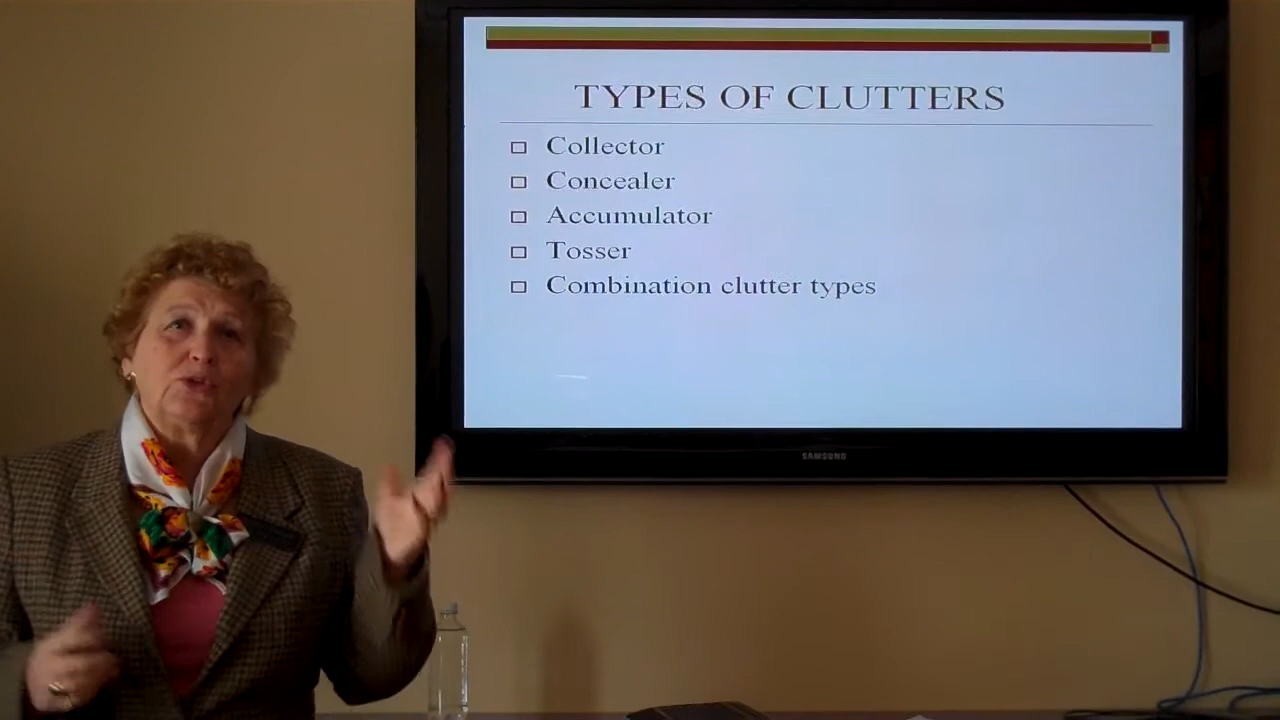 TYPES OF CLUTTERS
Collector
Concealer
Accumulator
Tosser
Combination clutter types
SAMSUNG